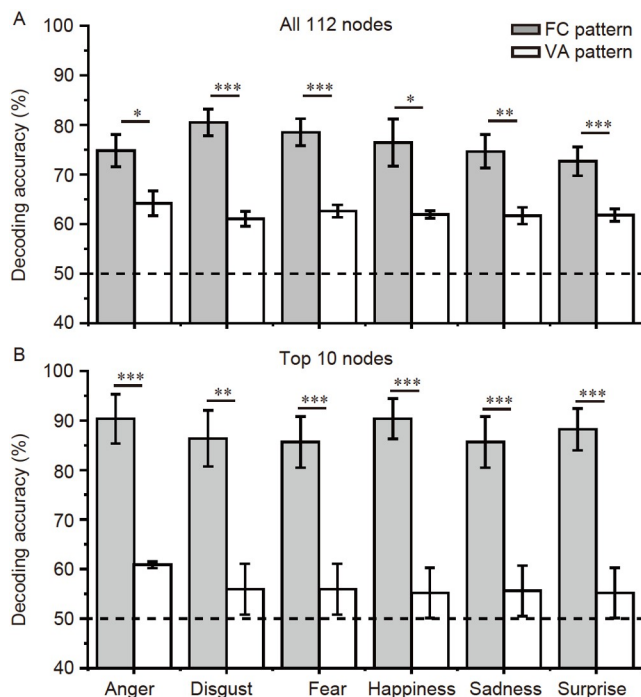 A
All 112 nodes
FC pattern
VA pattern
Decoding accuracy (%)
100
90
80
70
60
50
40
* *** *** * ** ***
B
Top 10 nodes
Decoding accuracy (%)
100
90
80
70
60
50
40
*** ** *** *** *** ***
Anger Disgust Fear Happiness Sadness Surprise